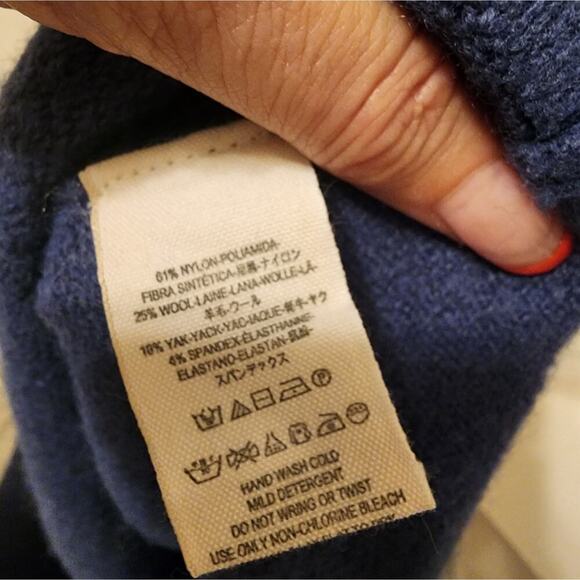 61% NYLON-POLIAMIDA-
FIBRA SINTÉTICA-尼龍-ナイロン
25% WOOL-LAINE-LANA-WOLLE-LÃ-
羊毛-ウール
10% YAK-YACK-YAC-IAQUE-犛牛-ヤク
4% SPANDEX-ÉLASTHANNE-
ELASTANO-ELASTAN-氨綸-
スパンデックス
HAND WASH COLD
MILD DETERGENT
DO NOT WRING OR TWIST
USE ONLY NON-CHLORINE BLEACH